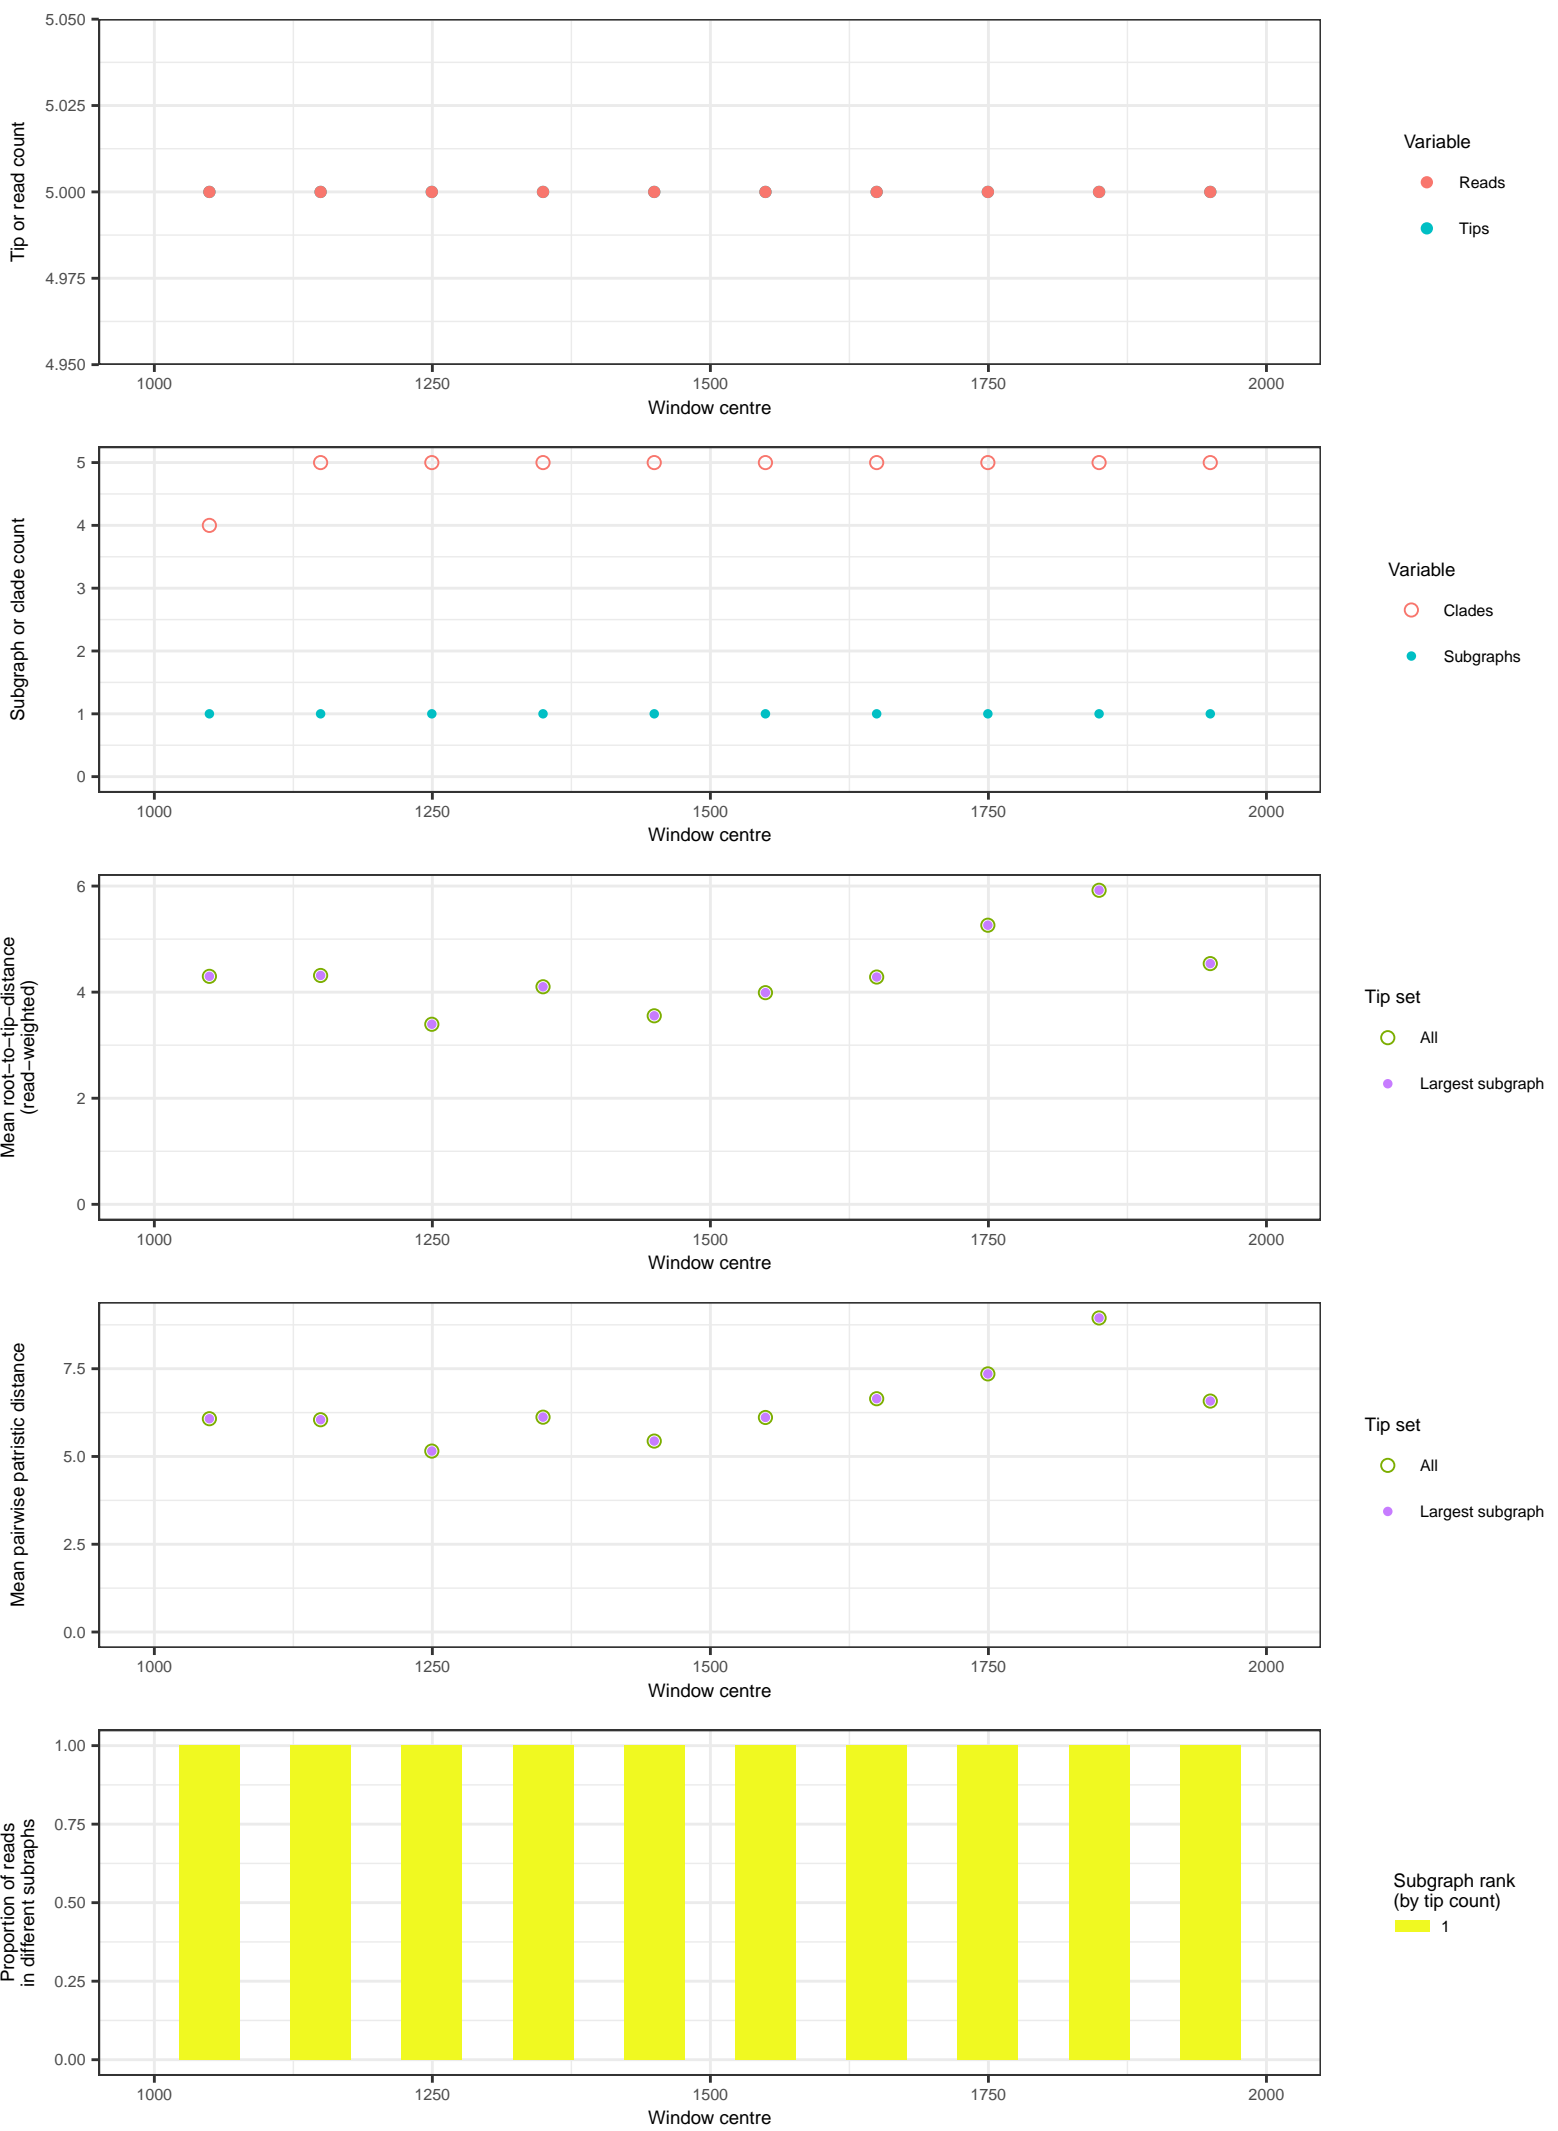 5.050
5.025
5.000
4.975
4.950
Tip or read count
1000 1250 1500 1750 2000
Window centre
Variable
Reads
Tips
5
4
3
2
1
0
Subgraph or clade count
1000 1250 1500 1750 2000
Window centre
Variable
Clades
Subgraphs
6
4
2
0
Mean root−to−tip−distance
(read−weighted)
1000 1250 1500 1750 2000
Window centre
Tip set
All
Largest subgraph
7.5
5.0
2.5
0.0
Mean pairwise patristic distance
1000 1250 1500 1750 2000
Window centre
Tip set
All
Largest subgraph
1.00
0.75
0.50
0.25
0.00
Proportion of reads
in different subraphs
1000 1250 1500 1750 2000
Window centre
Subgraph rank
(by tip count)
1